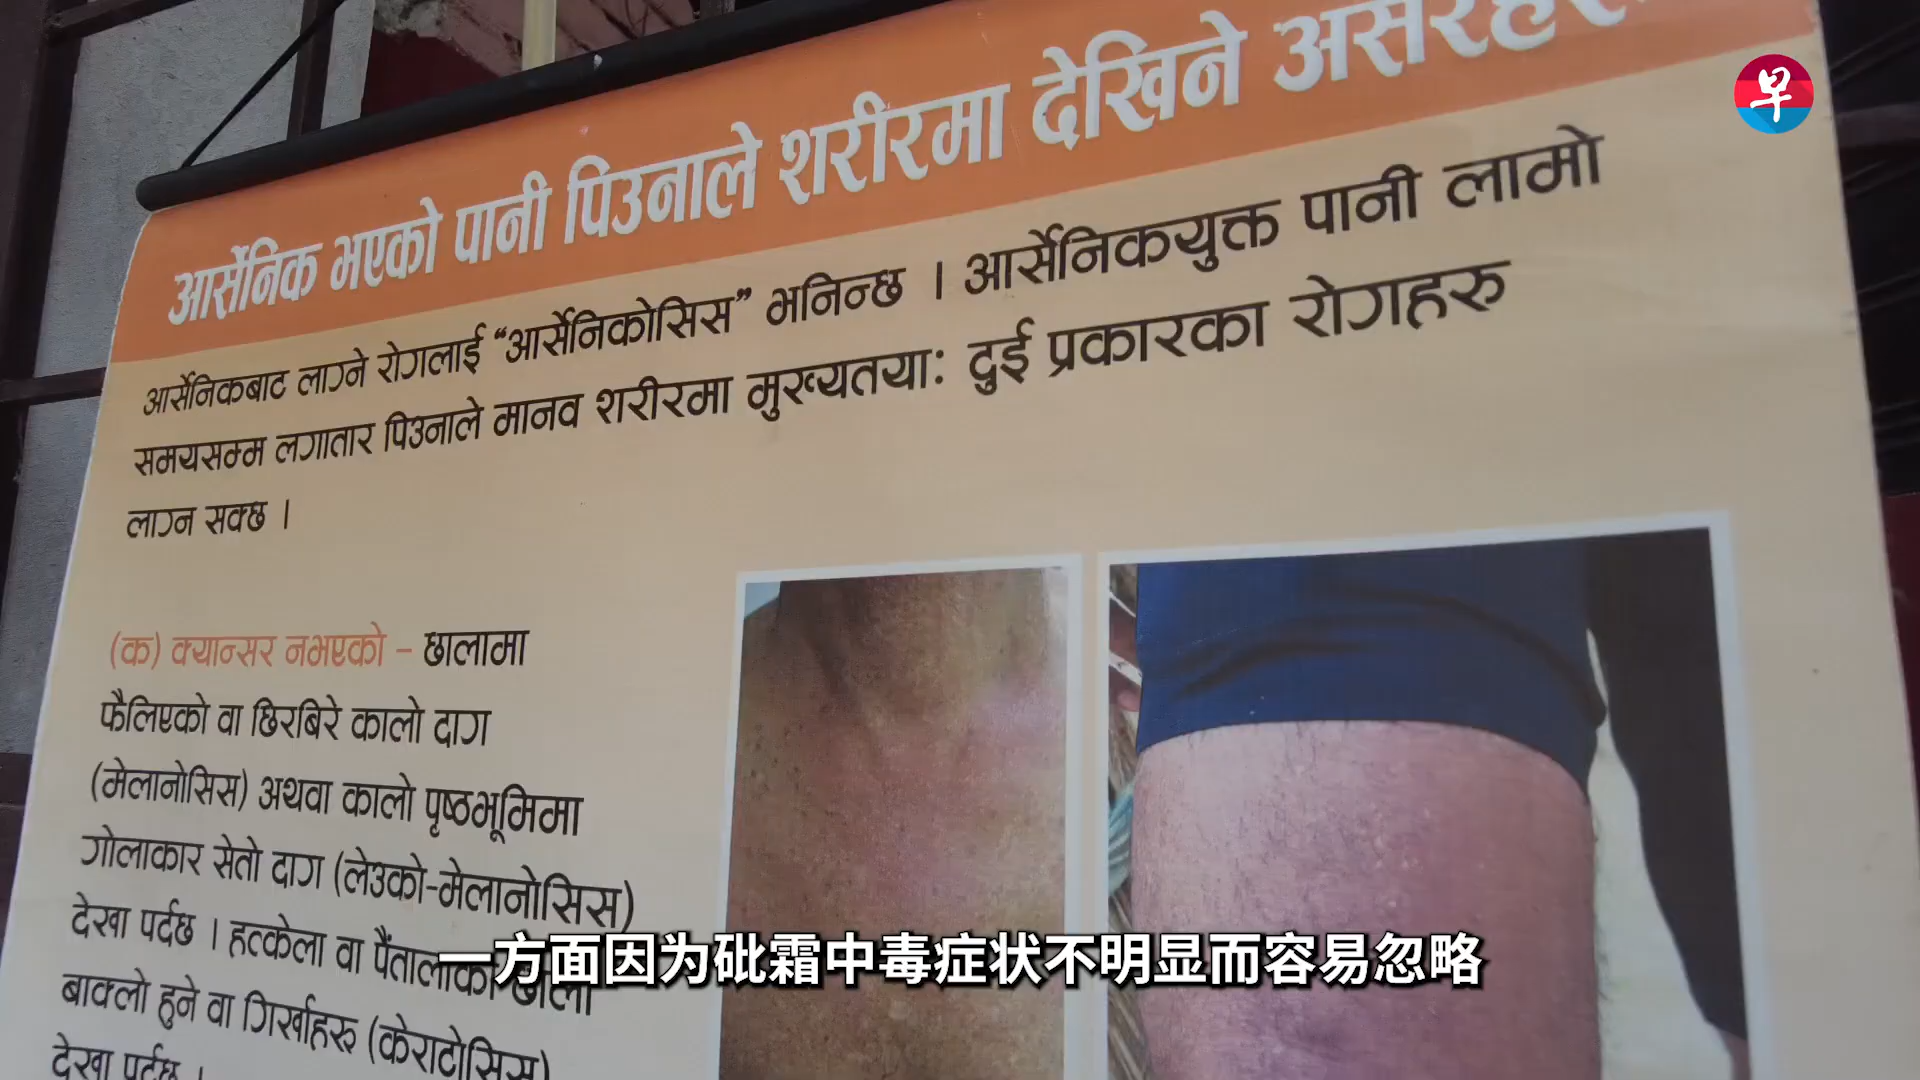 आर्सेनिक भएको पानी पिउनाले शरीरमा देखिने असरहरु
आर्सेनिकबाट लाग्ने रोगलाई “आर्सेनिकोसिस” भनिन्छ । आर्सेनिकयुक्त पानी लामो
समयसम्म लगातार पिउनाले मानव शरीरमा मुख्यतयाः दुई प्रकारका रोगहरु
लाग्न सक्छ ।
(क) क्यान्सर नभएको – छालामा
फैलिएको वा छिरबिरे कालो दाग
(मेलानोसिस) अथवा कालो पृष्ठभूमिमा
गोलाकार सेतो दाग (लेउको-मेलानोसिस)
देखा पर्दछ । हत्केला वा पैंतालाको छाला
बाक्लो हुने वा गिर्खाहरु (केराटोसिस)
देखा पर्दछ ।
早
一方面因为砒霜中毒症状不明显而容易忽略